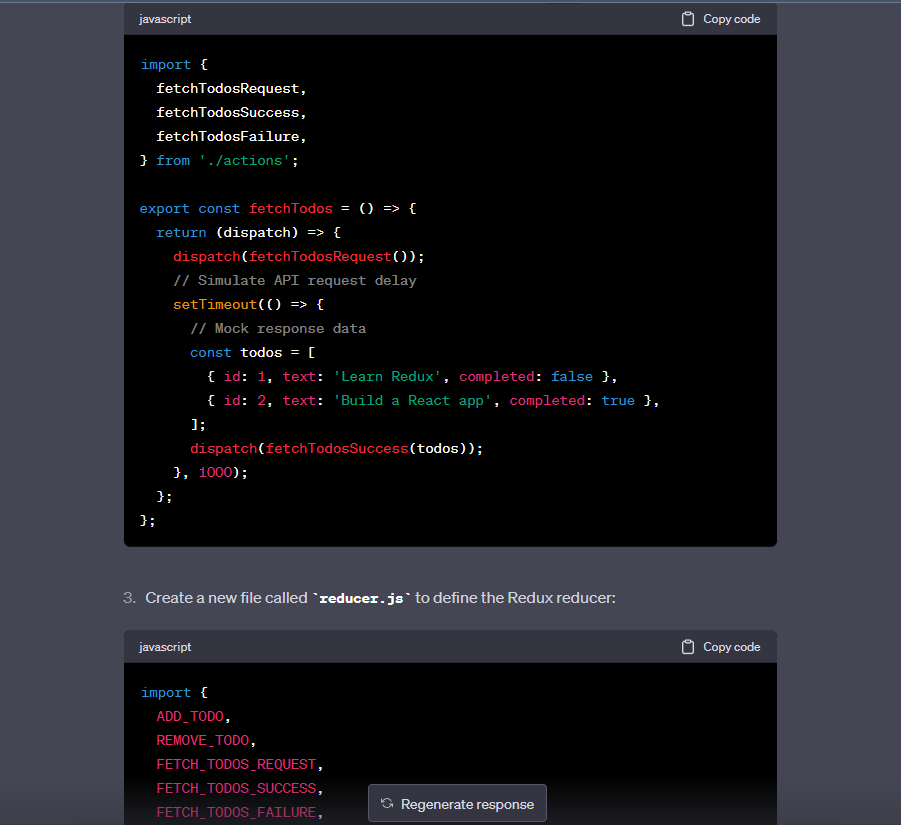 javascript
Copy code
import {
  fetchTodosRequest,
  fetchTodosSuccess,
  fetchTodosFailure,
} from './actions';
export const fetchTodos = () => {
  return (dispatch) => {
    dispatch(fetchTodosRequest());
    // Simulate API request delay
    setTimeout(() => {
      // Mock response data
      const todos = [
        { id: 1, text: 'Learn Redux', completed: false },
        { id: 2, text: 'Build a React app', completed: true },
      ];
      dispatch(fetchTodosSuccess(todos));
    }, 1000);
  };
};
3. Create a new file called `reducer.js` to define the Redux reducer:
javascript
Copy code
import {
  ADD_TODO,
  REMOVE_TODO,
  FETCH_TODOS_REQUEST,
  FETCH_TODOS_SUCCESS,
  FETCH_TODOS_FAILURE,
Regenerate response